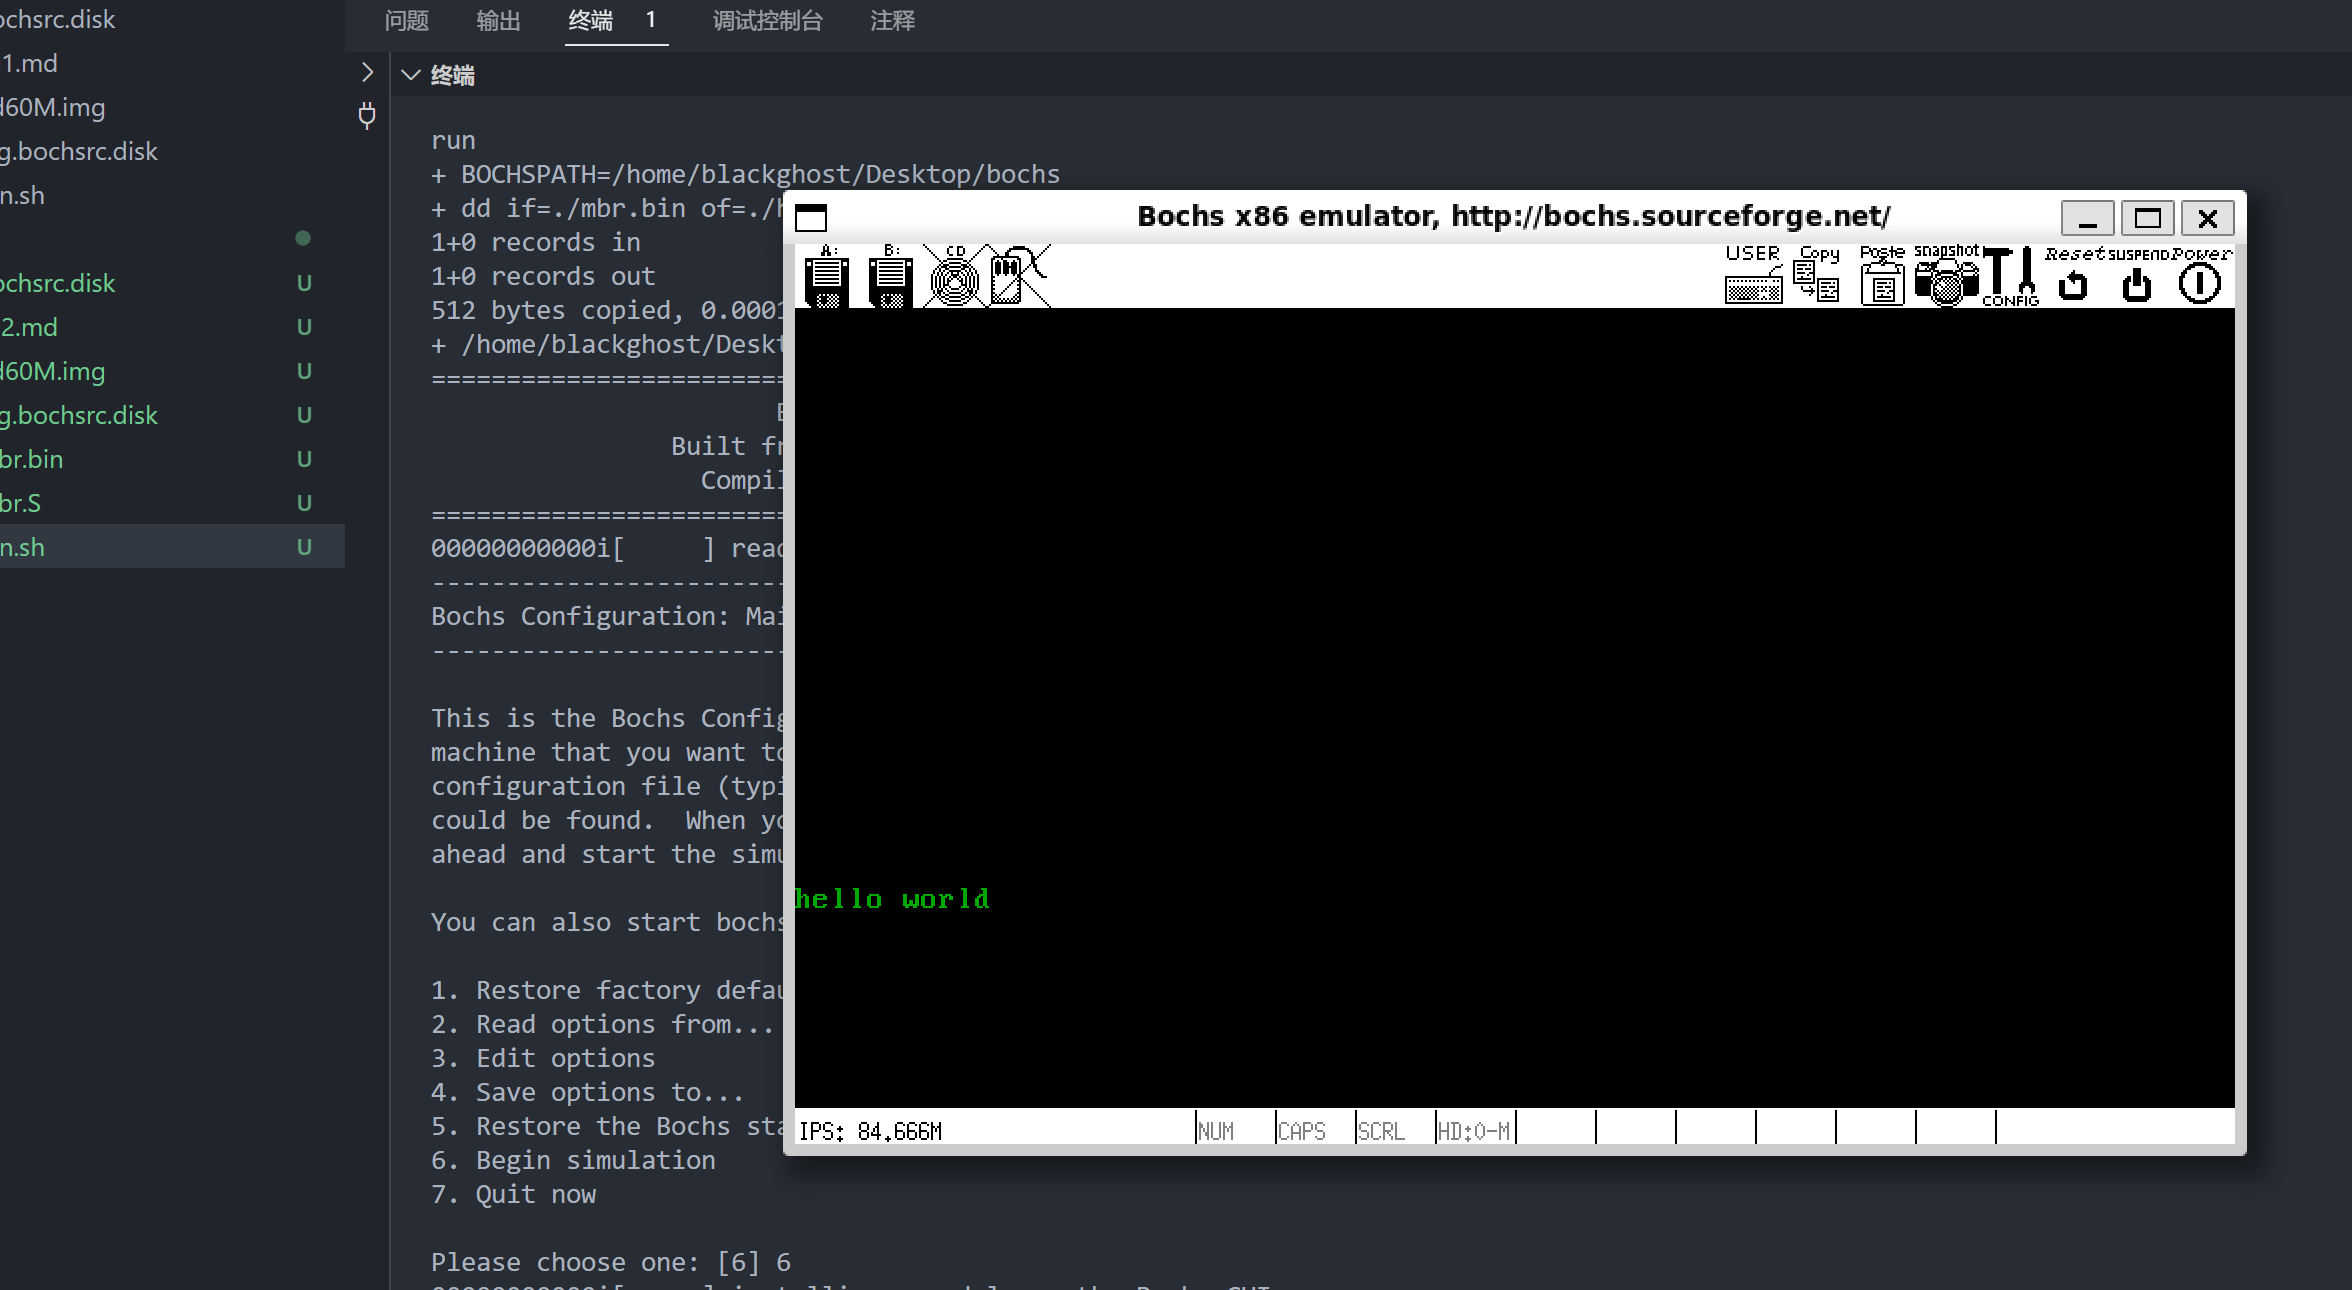 问题 输出 终端 1 调试控制台 注释
终端
ochsrc.disk
1.md
d60M.img
g.bochsrc.disk
n.sh
ochsrc.disk U
2.md U
d60M.img U
g.bochsrc.disk U
br.bin U
br.S U
n.sh U
run
+ BOCHSPATH=/home/blackghost/Desktop/bochs
+ dd if=./mbr.bin of=./h
1+0 records in
1+0 records out
512 bytes copied, 0.0001
+ /home/blackghost/Deskt
========================
Built fr
Compil
========================
00000000000i[      ] read
------------------------
Bochs Configuration: Mai
------------------------
This is the Bochs Config
machine that you want to
configuration file (typi
could be found.  When yo
ahead and start the simu
You can also start bochs
1. Restore factory defau
2. Read options from...
3. Edit options
4. Save options to...
5. Restore the Bochs sta
6. Begin simulation
7. Quit now
Please choose one: [6] 6
Bochs x86 emulator, http://bochs.sourceforge.net/
A: B: CD USER Copy Paste snapshot CONFIG Reset SUSPEND Power
hello world
IPS: 84.666M NUM CAPS SCRL HD:0-M